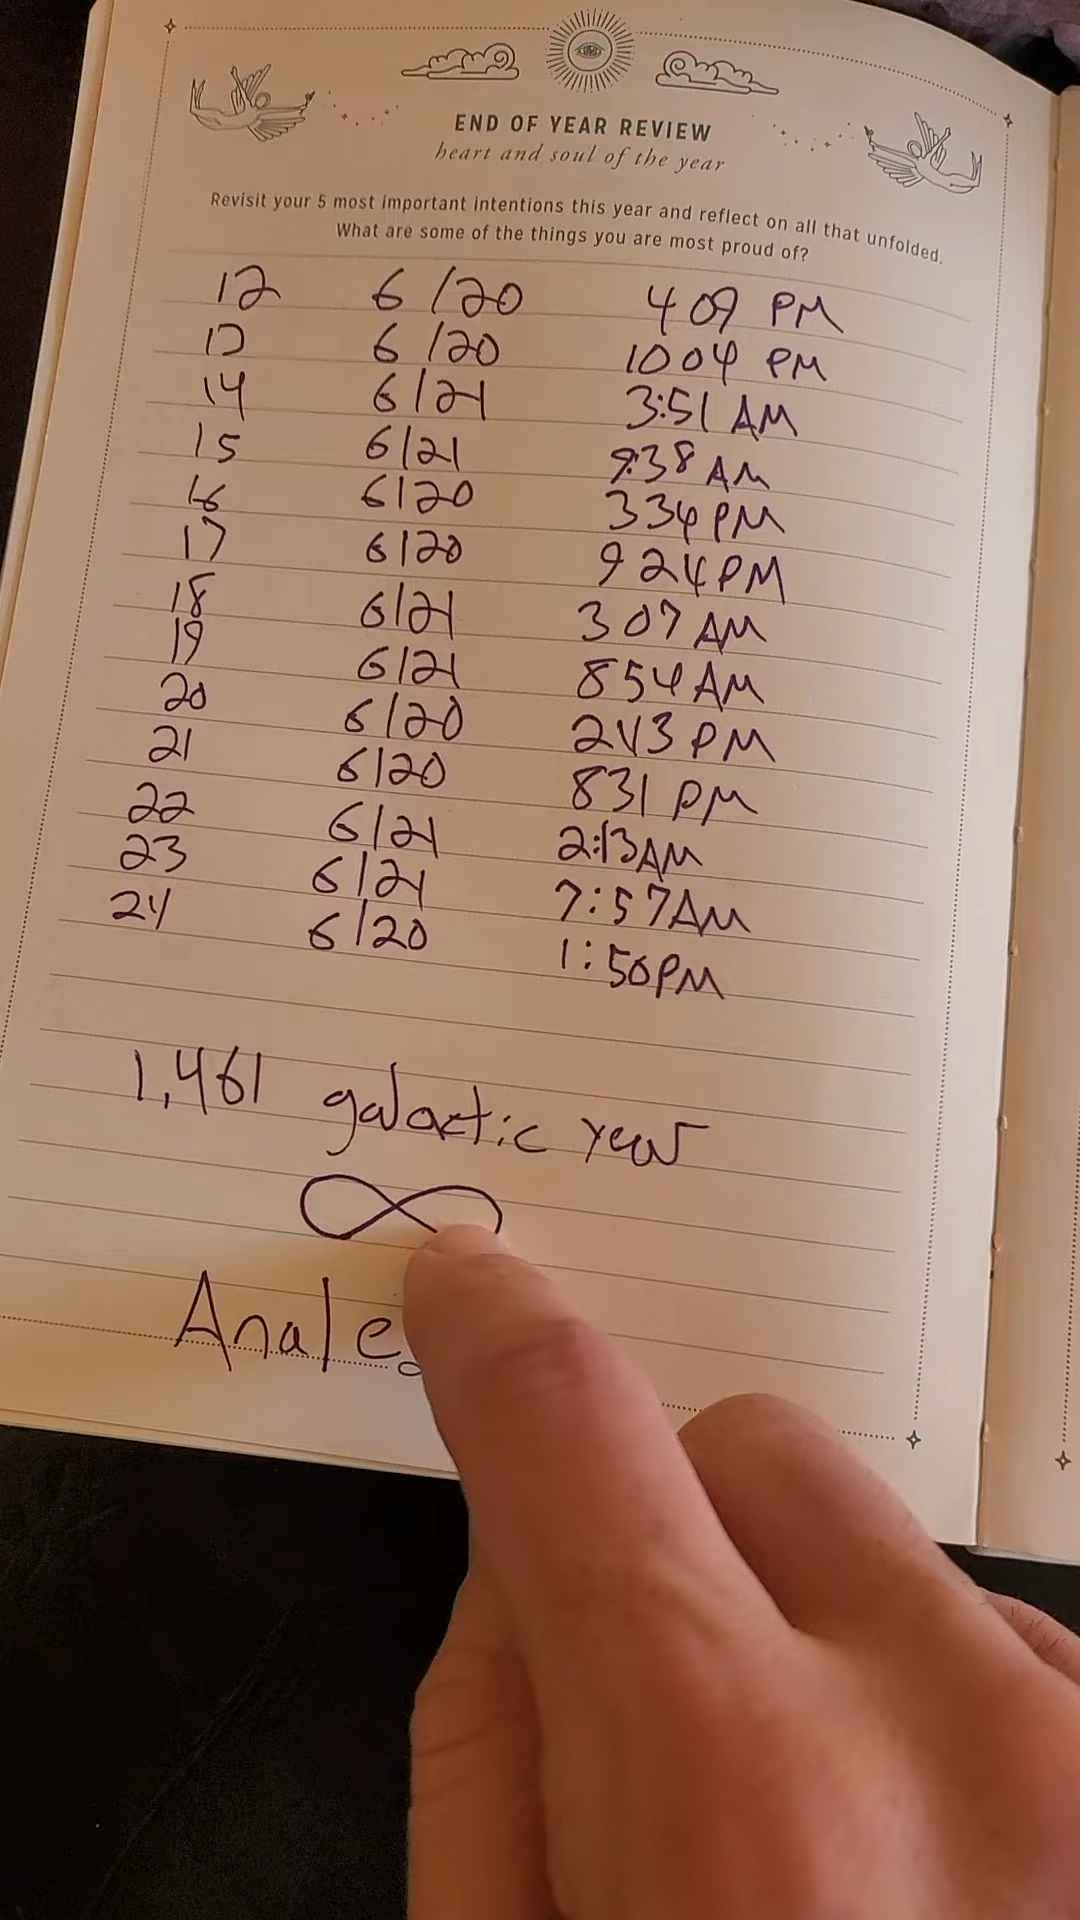 END OF YEAR REVIEW
heart and soul of the year
Revisit your 5 most important intentions this year and reflect on all that unfolded.
What are some of the things you are most proud of?
12 6/20 409 PM
13 6/20 1004 PM
14 6/21 3:51 AM
15 6/21 9:38 AM
16 6/20 334 PM
17 6/20 924 PM
18 6/21 307 AM
19 6/21 854 AM
20 6/20 243 PM
21 6/20 831 PM
22 6/21 2:13 AM
23 6/21 7:57 AM
24 6/20 1:50 PM
1,461 galactic year
∞